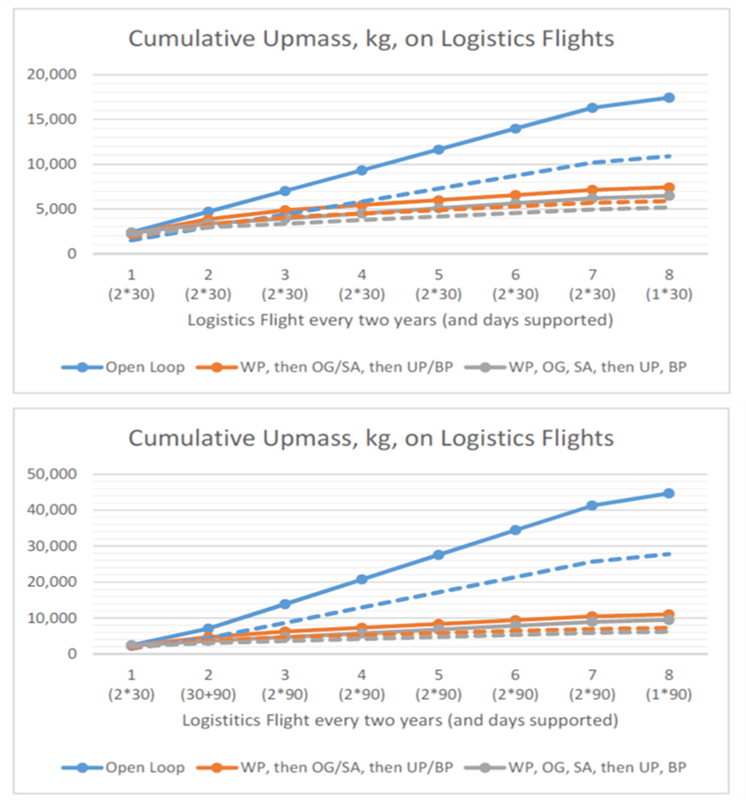 Cumulative Upmass, kg, on Logistics Flights
20,000
15,000
10,000
5,000
0
1 2 3 4 5 6 7 8
(2*30) (2*30) (2*30) (2*30) (2*30) (2*30) (2*30) (1*30)
Logistics Flight every two years (and days supported)
Open Loop WP, then OG/SA, then UP/BP WP, OG, SA, then UP, BP
Cumulative Upmass, kg, on Logistics Flights
50,000
40,000
30,000
20,000
10,000
0
1 2 3 4 5 6 7 8
(2*30) (30+90) (2*90) (2*90) (2*90) (2*90) (2*90) (1*90)
Logistitics Flight every two years (and days supported)
Open Loop WP, then OG/SA, then UP/BP WP, OG, SA, then UP, BP